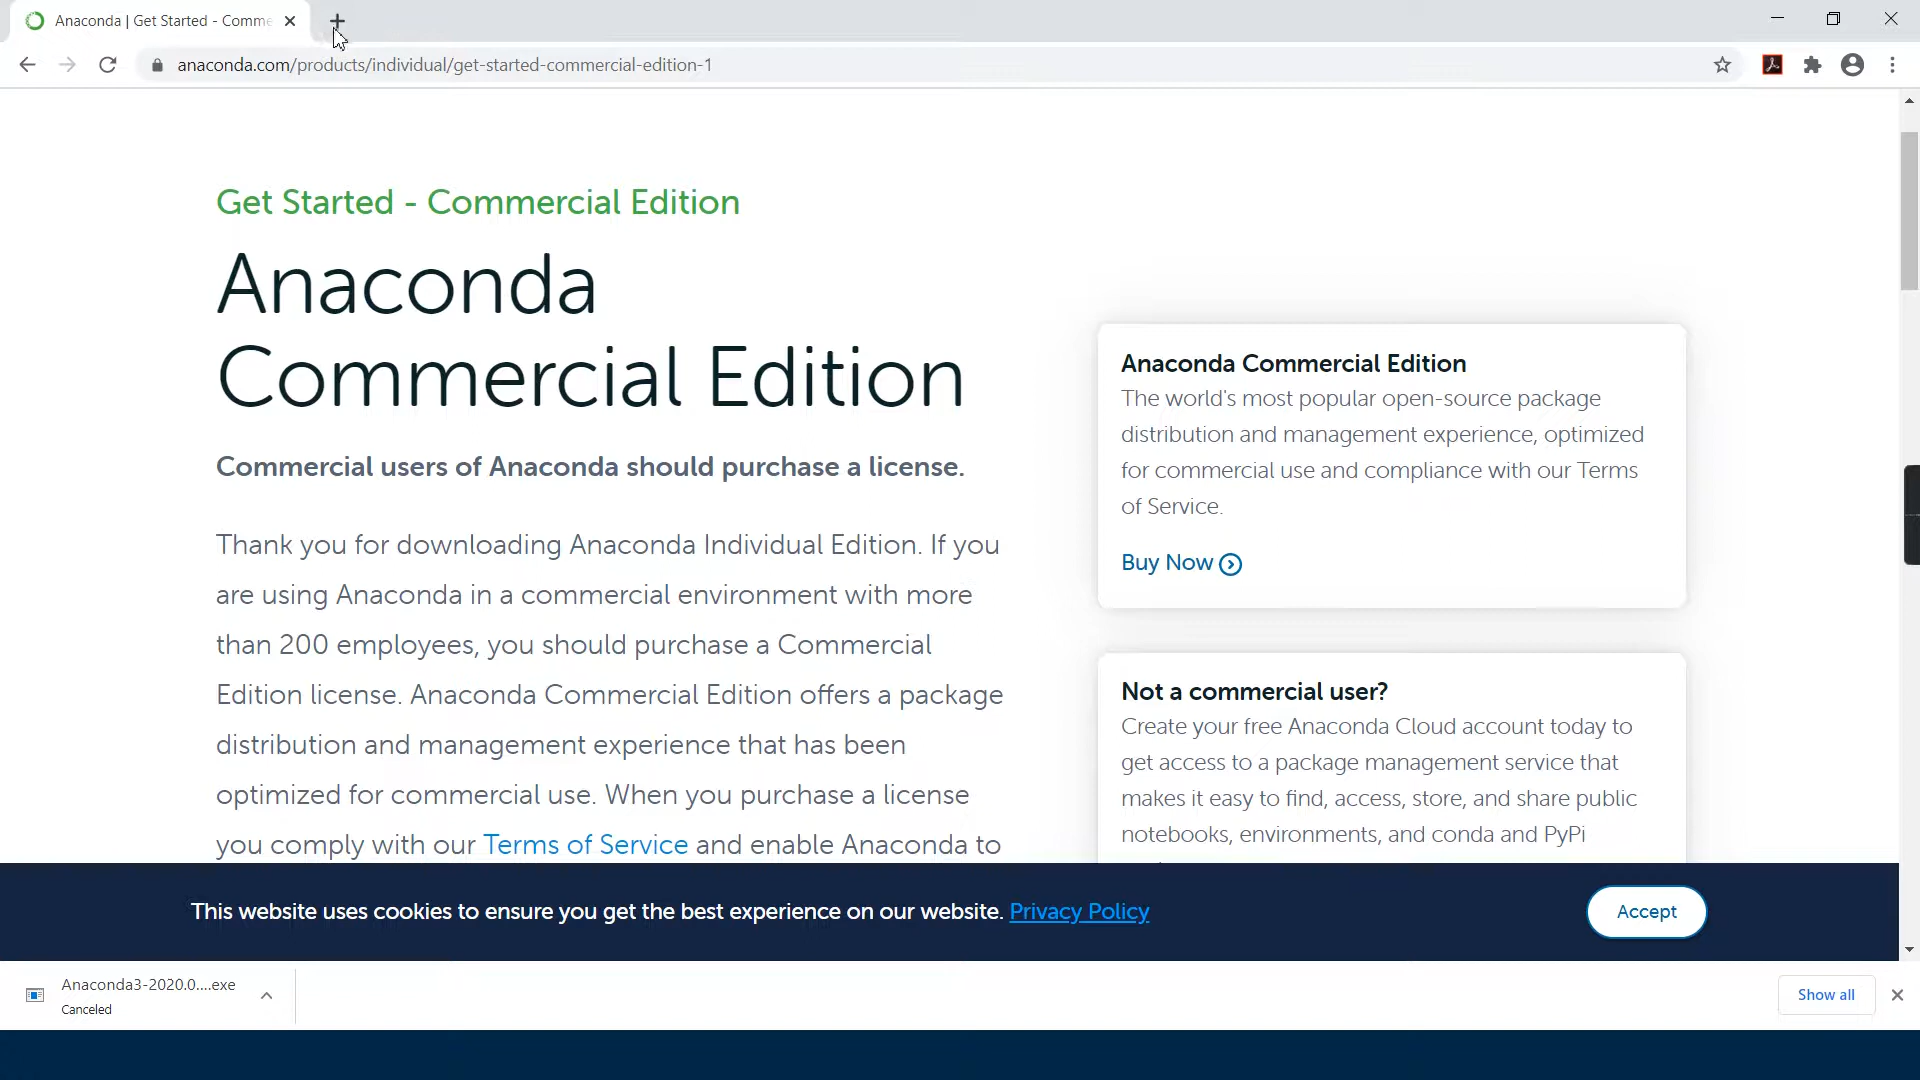 Anaconda | Get Started - Comme
anaconda.com/products/individual/get-started-commercial-edition-1
Get Started - Commercial Edition
Anaconda
Commercial Edition
Commercial users of Anaconda should purchase a license.
Thank you for downloading Anaconda Individual Edition. If you
are using Anaconda in a commercial environment with more
than 200 employees, you should purchase a Commercial
Edition license. Anaconda Commercial Edition offers a package
distribution and management experience that has been
optimized for commercial use. When you purchase a license
you comply with our Terms of Service and enable Anaconda to
Anaconda Commercial Edition
The world's most popular open-source package
distribution and management experience, optimized
for commercial use and compliance with our Terms
of Service.
Buy Now
Not a commercial user?
Create your free Anaconda Cloud account today to
get access to a package management service that
makes it easy to find, access, store, and share public
notebooks, environments, and conda and PyPi
This website uses cookies to ensure you get the best experience on our website. Privacy Policy
Accept
Anaconda3-2020.0....exe
Canceled
Show all